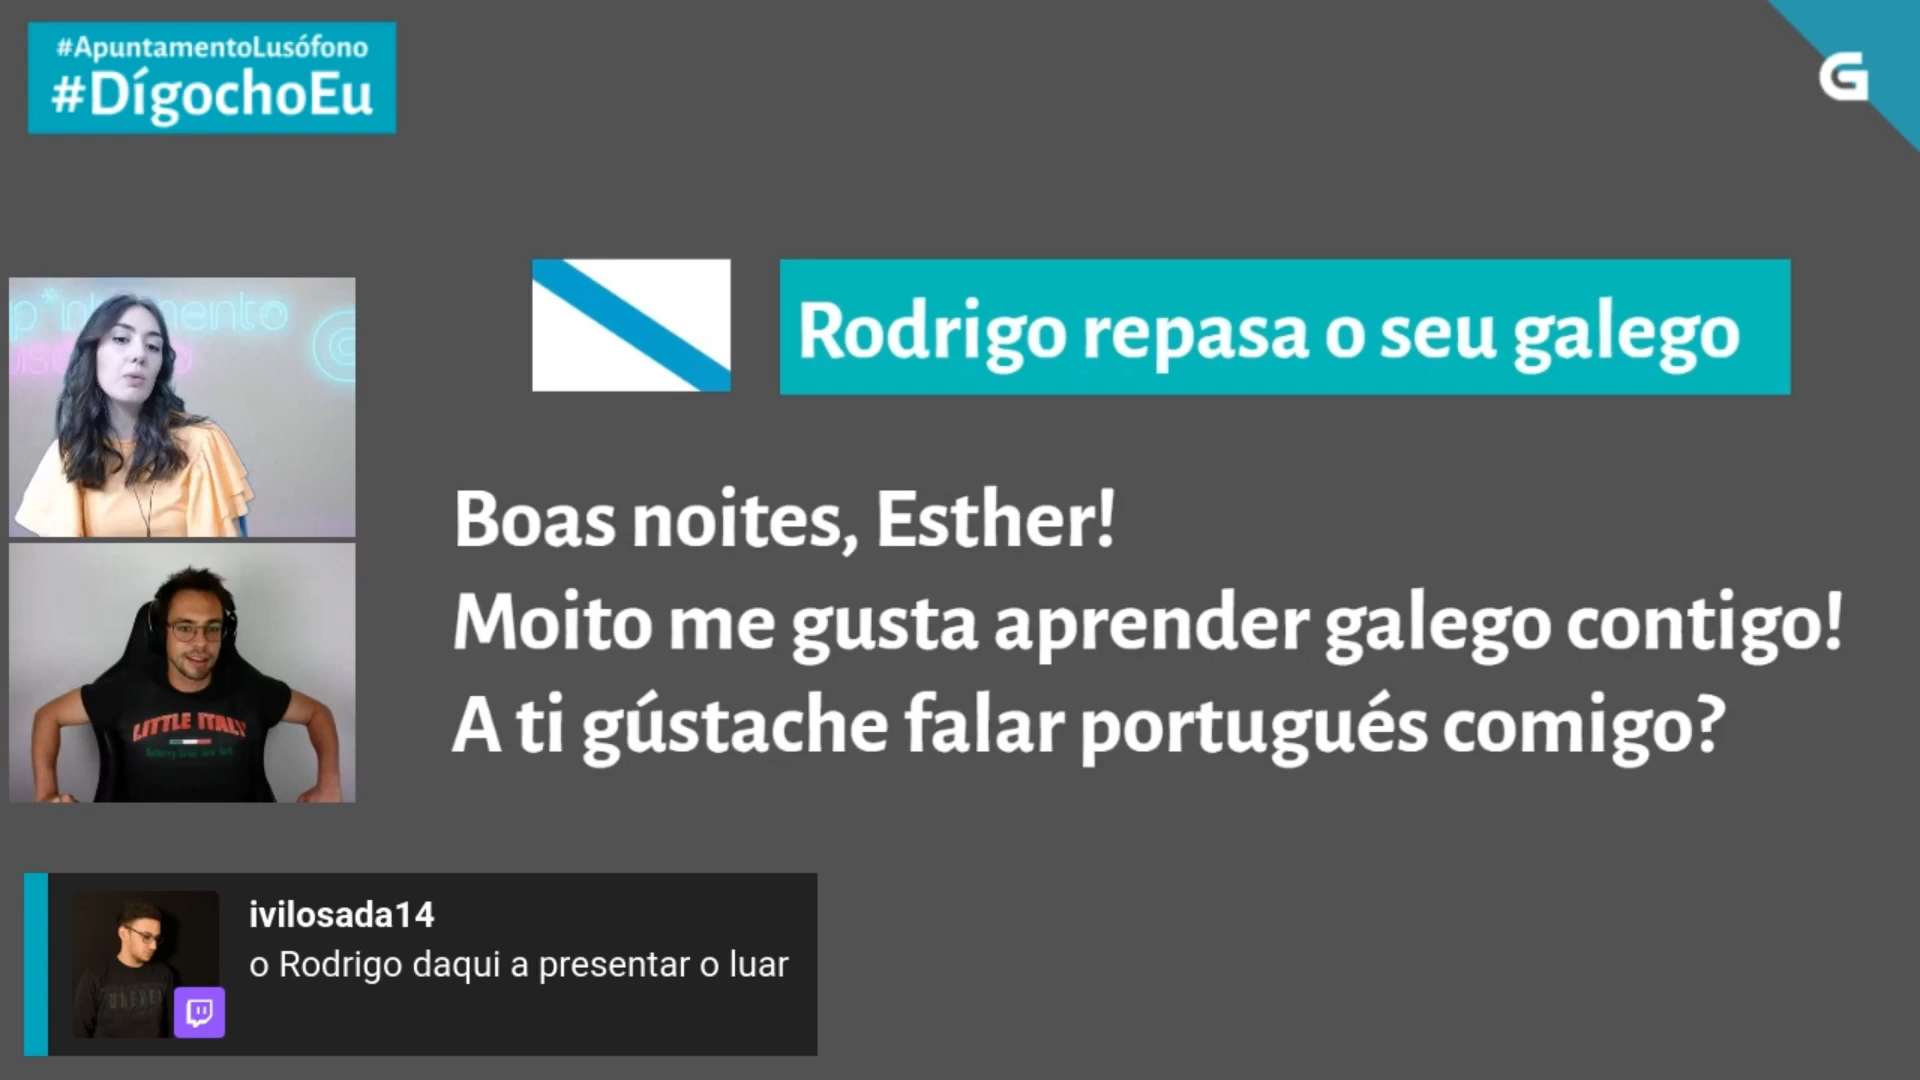 #ApuntamentoLusófono
#DígochoEu
G
Rodrigo repasa o seu galego
Boas noites, Esther!
Moito me gusta aprender galego contigo!
A ti gústache falar portugués comigo?
LITTLE ITALY
ivilosada14
o Rodrigo daqui a presentar o luar